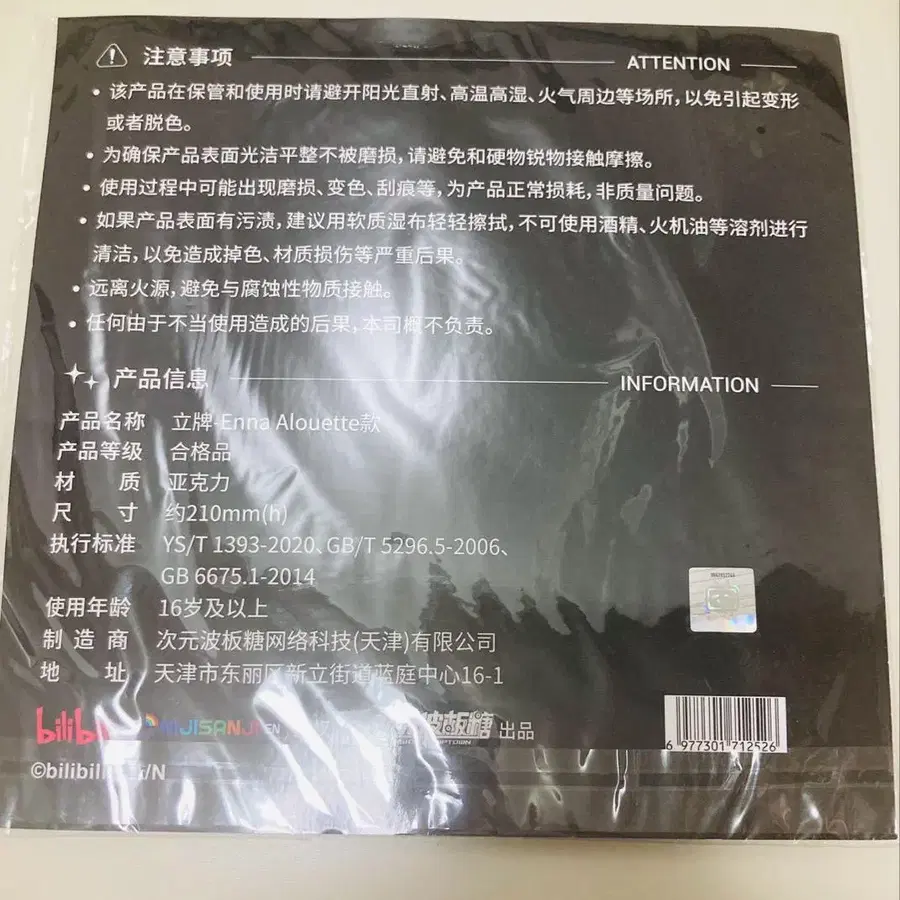 注意事项 ATTENTION
• 该产品在保管和使用时请避开阳光直射、高温高湿、火气周边等场所，以免引起变形
或者脱色。
• 为确保产品表面光洁平整不被磨损，请避免和硬物锐物接触摩擦。
• 使用过程中可能出现磨损、变色、刮痕等，为产品正常损耗，非质量问题。
• 如果产品表面有污渍，建议用软质湿布轻轻擦拭，不可使用酒精、火机油等溶剂进行
清洁，以免造成掉色、材质损伤等严重后果。
• 远离火源，避免与腐蚀性物质接触。
• 任何由于不当使用造成的后果，本司概不负责。
产品信息 INFORMATION
产品名称 立牌-Enna Alouette款
产品等级 合格品
材 质 亚克力
尺 寸 约210mm(h)
执行标准 YS/T 1393-2020、GB/T 5296.5-2006、
GB 6675.1-2014
使用年龄 16岁及以上
制 造 商 次元波板糖网络科技(天津)有限公司
地 址 天津市东丽区新立街道蓝庭中心16-1
NIJISANJI EN 波板糖 出品
6 977301 712526